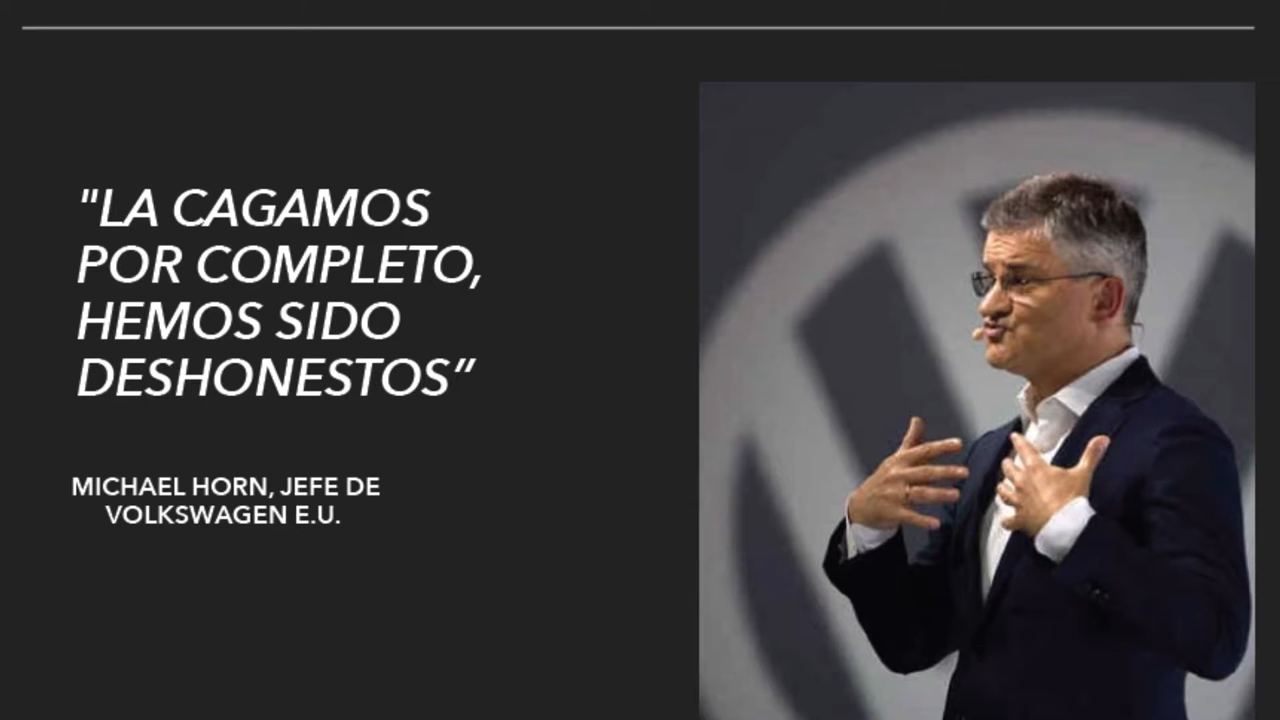 "LA CAGAMOS
POR COMPLETO,
HEMOS SIDO
DESHONESTOS”
MICHAEL HORN, JEFE DE
VOLKSWAGEN E.U.